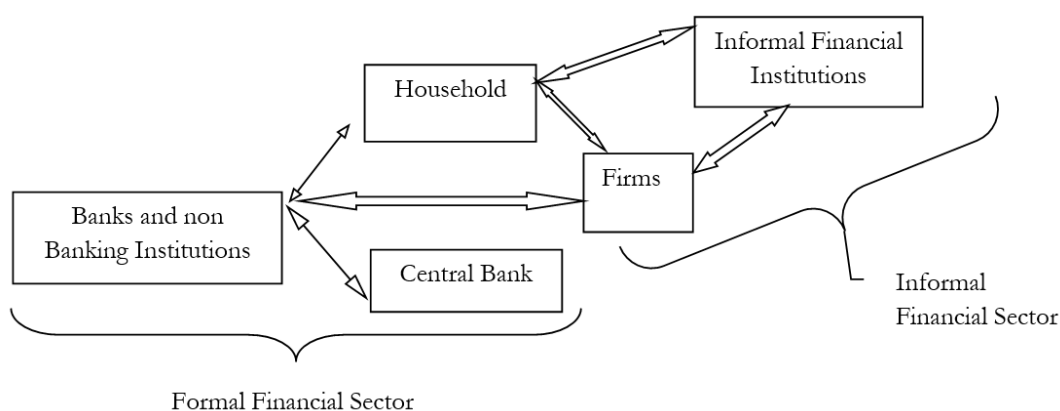 Informal Financial
Institutions
Household
Firms
Banks and non
Banking Institutions
Central Bank
Informal
Financial Sector
Formal Financial Sector